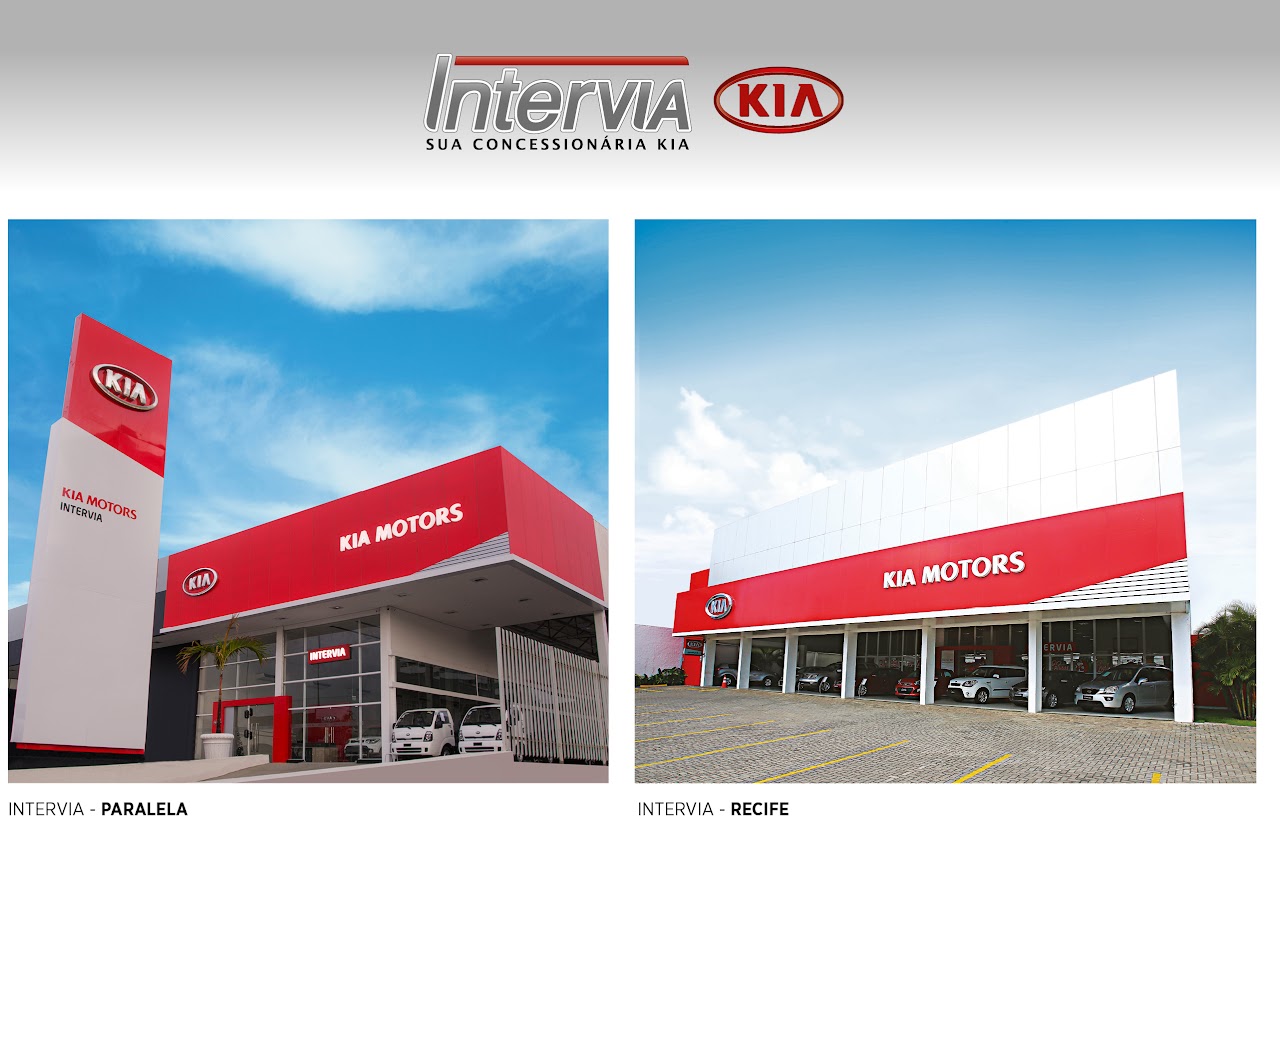 Intervia
SUA CONCESSIONÁRIA KIA
KIA
KIA
KIA MOTORS
INTERVIA
KIA
KIA MOTORS
INTERVIA
KIA
KIA MOTORS
ERVIA
INTERVIA - PARALELA
INTERVIA - RECIFE